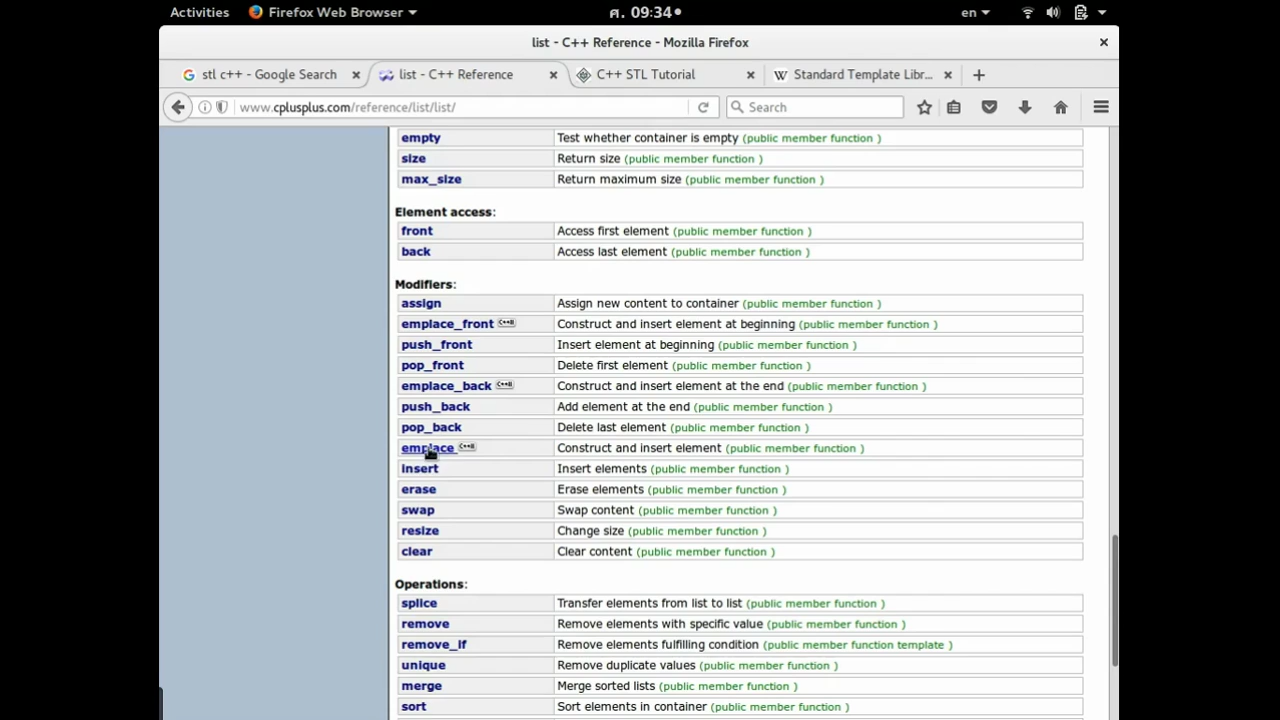 Activities Firefox Web Browser ศ. 09:34 en
list - C++ Reference - Mozilla Firefox
stl c++ - Google Search list - C++ Reference C++ STL Tutorial Standard Template Libr...
www.cplusplus.com/reference/list/list/ Search
empty Test whether container is empty (public member function )
size Return size (public member function )
max_size Return maximum size (public member function )
Element access:
front Access first element (public member function )
back Access last element (public member function )
Modifiers:
assign Assign new content to container (public member function )
emplace_front C++11 Construct and insert element at beginning (public member function )
push_front Insert element at beginning (public member function )
pop_front Delete first element (public member function )
emplace_back C++11 Construct and insert element at the end (public member function )
push_back Add element at the end (public member function )
pop_back Delete last element (public member function )
emplace C++11 Construct and insert element (public member function )
insert Insert elements (public member function )
erase Erase elements (public member function )
swap Swap content (public member function )
resize Change size (public member function )
clear Clear content (public member function )
Operations:
splice Transfer elements from list to list (public member function )
remove Remove elements with specific value (public member function )
remove_if Remove elements fulfilling condition (public member function template )
unique Remove duplicate values (public member function )
merge Merge sorted lists (public member function )
sort Sort elements in container (public member function )